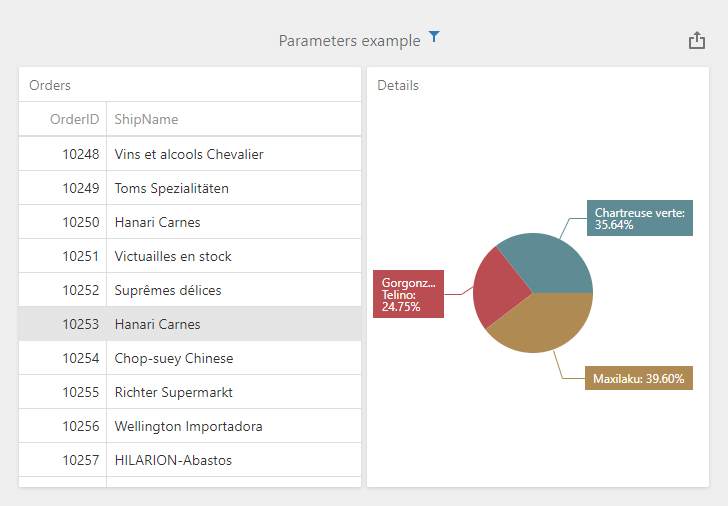 Parameters example
Orders
OrderID ShipName
10248 Vins et alcools Chevalier
10249 Toms Spezialitäten
10250 Hanari Carnes
10251 Victuailles en stock
10252 Suprêmes délices
10253 Hanari Carnes
10254 Chop-suey Chinese
10255 Richter Supermarkt
10256 Wellington Importadora
10257 HILARION-Abastos
Details
Chartreuse verte:
35.64%
Gorgonz...
Telino:
24.75%
Maxilaku: 39.60%